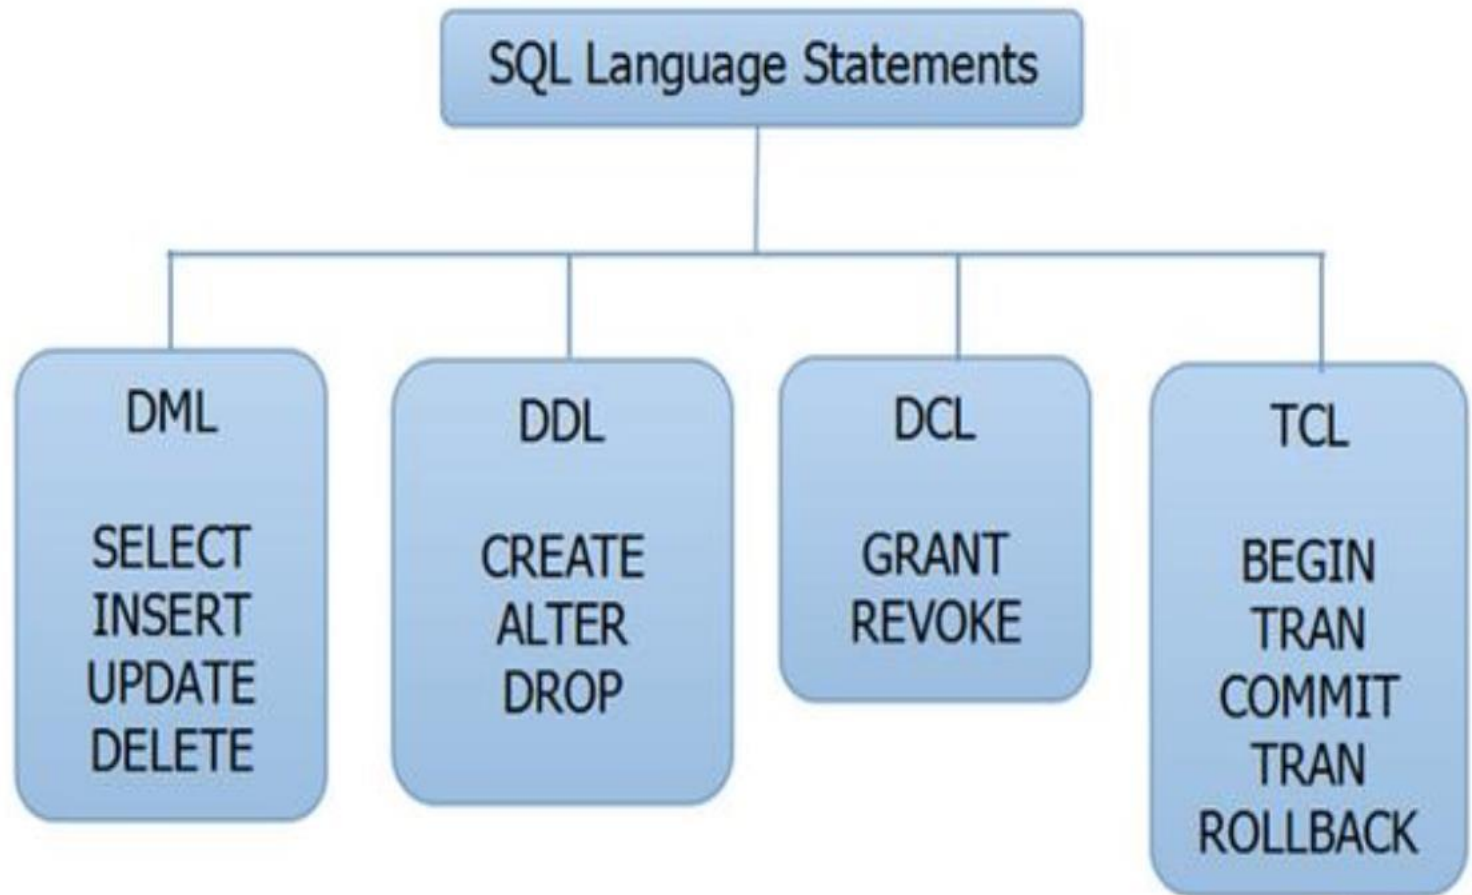 SQL Language Statements
DML
SELECT
INSERT
UPDATE
DELETE
DDL
CREATE
ALTER
DROP
DCL
GRANT
REVOKE
TCL
BEGIN
TRAN
COMMIT
TRAN
ROLLBACK